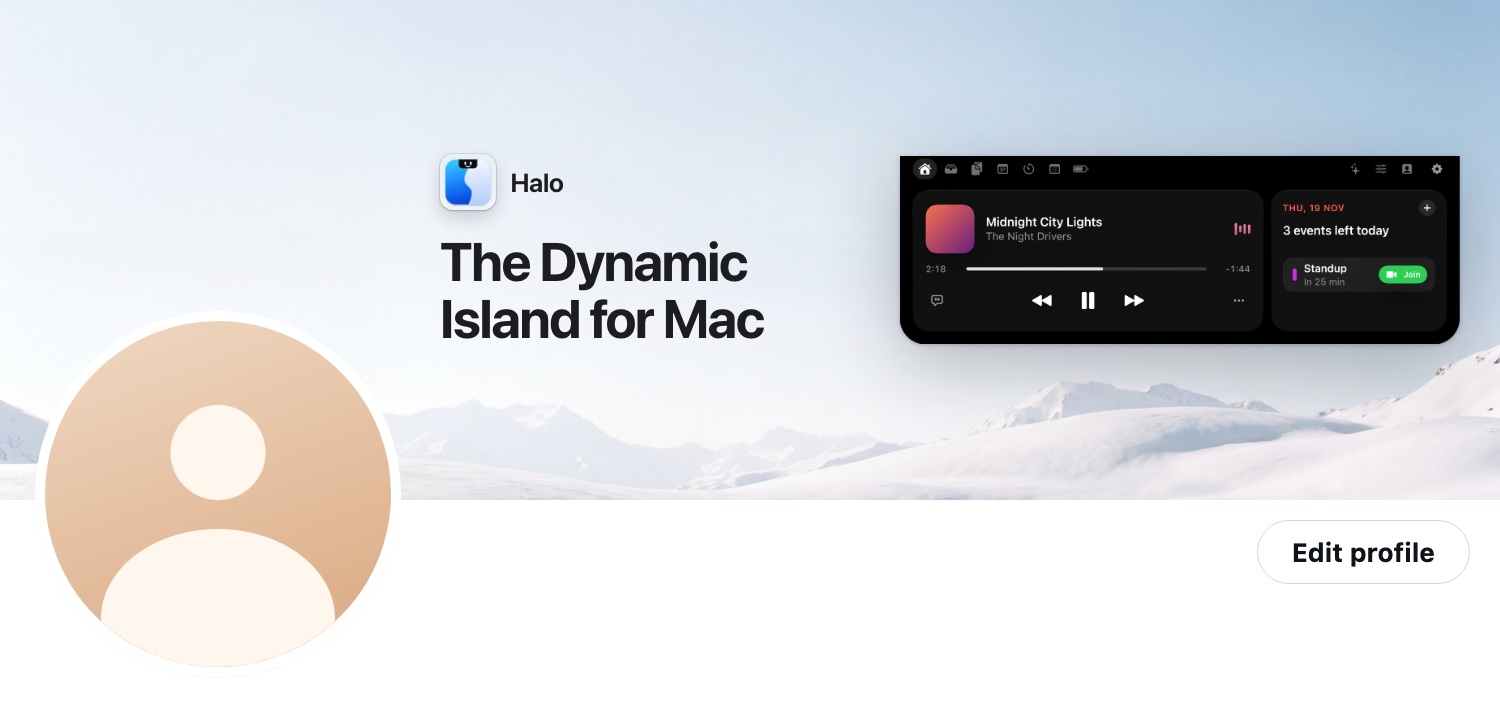 Halo
The Dynamic
Island for Mac
Midnight City Lights
The Night Drivers
2:18
-1:44
THU, 19 NOV
+
3 events left today
Standup
In 25 min
Join
Edit profile